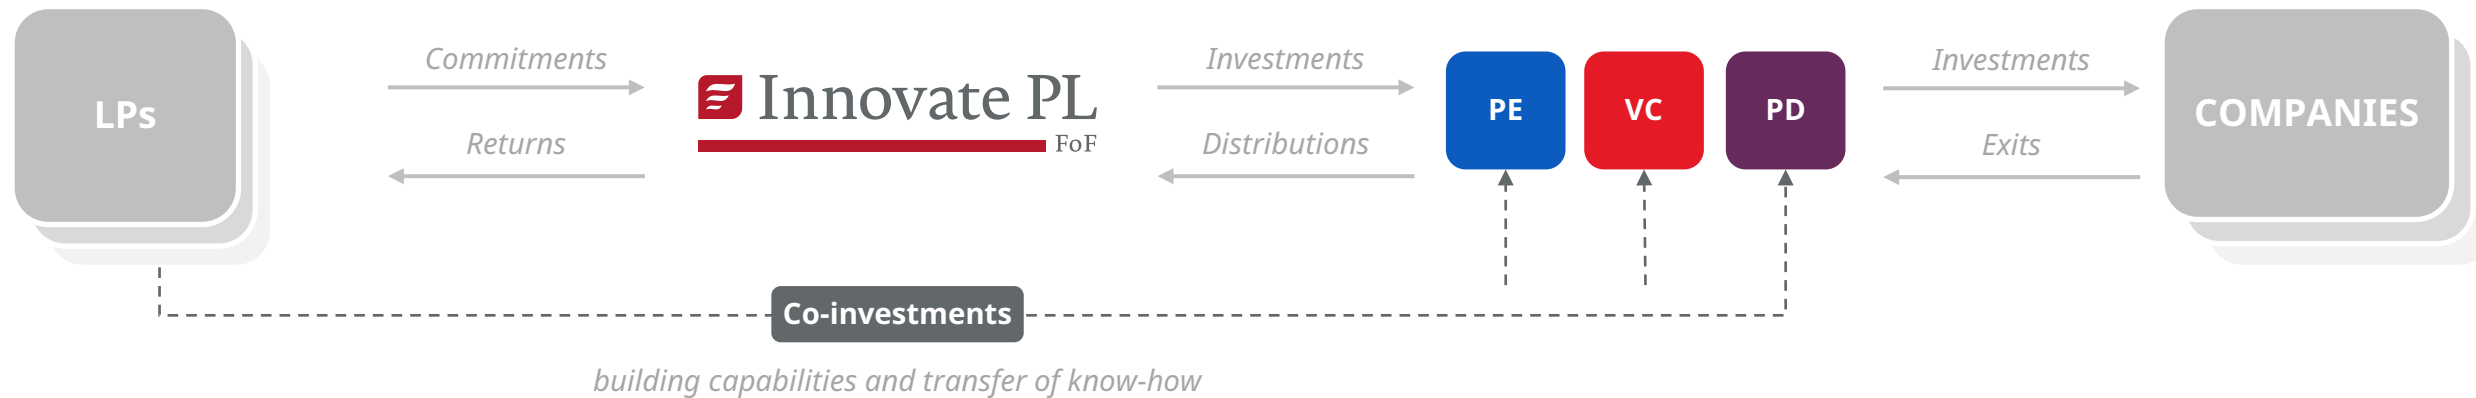 LPs
Commitments
Returns
Innovate PL
FoF
Investments
Distributions
PE
VC
PD
Investments
Exits
COMPANIES
Co-investments
building capabilities and transfer of know-how